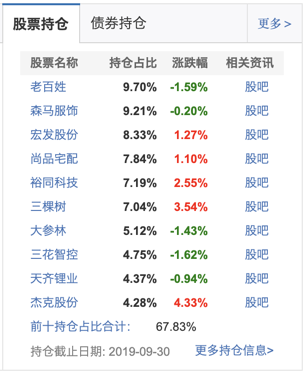 股票持仓 债券持仓 更多>
股票名称 持仓占比 涨跌幅 相关资讯
老百姓 9.70% -1.59% 股吧
森马服饰 9.21% -0.20% 股吧
宏发股份 8.33% 1.27% 股吧
尚品宅配 7.84% 1.10% 股吧
裕同科技 7.19% 2.55% 股吧
三棵树 7.04% 3.54% 股吧
大参林 5.12% -1.43% 股吧
三花智控 4.75% -1.62% 股吧
天齐锂业 4.37% -0.94% 股吧
杰克股份 4.28% 4.33% 股吧
前十持仓占比合计: 67.83%
持仓截止日期: 2019-09-30 更多持仓信息>